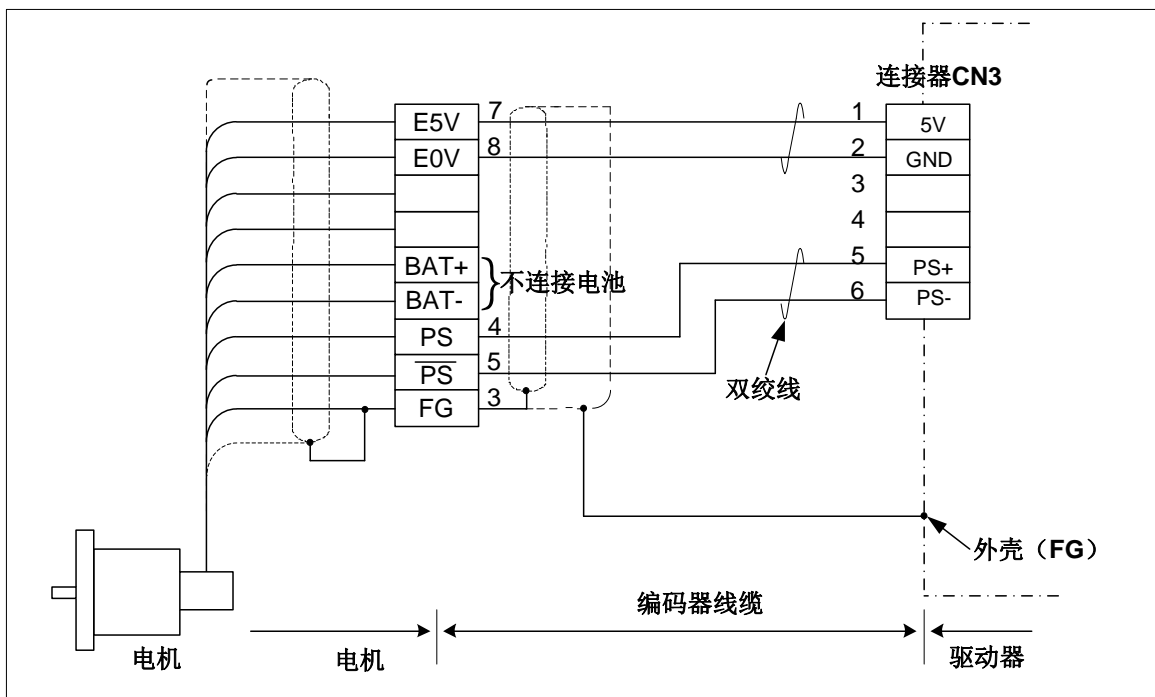 连接器CN3
E5V 7 1 5V
E0V 8 2 GND
3
4
BAT+ 5 PS+
不连接电池
BAT- 6 PS-
PS 4
PS 5
双绞线
FG 3
外壳（FG）
编码器线缆
电机 电机 驱动器